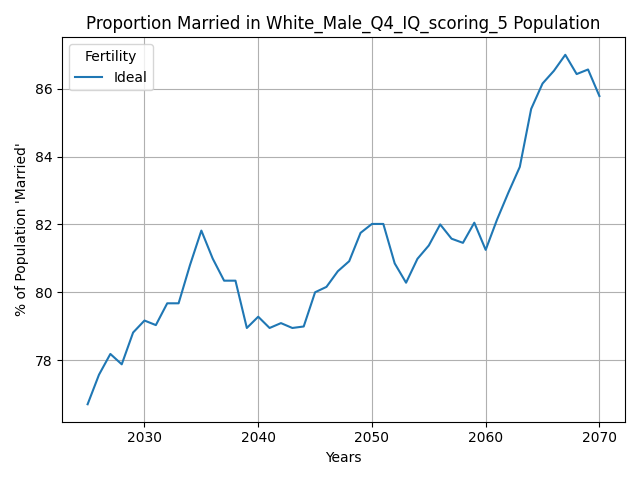 Proportion Married in White_Male_Q4_IQ_scoring_5 Population
Fertility
Ideal
% of Population 'Married'
86
84
82
80
78
2030 2040 2050 2060 2070
Years